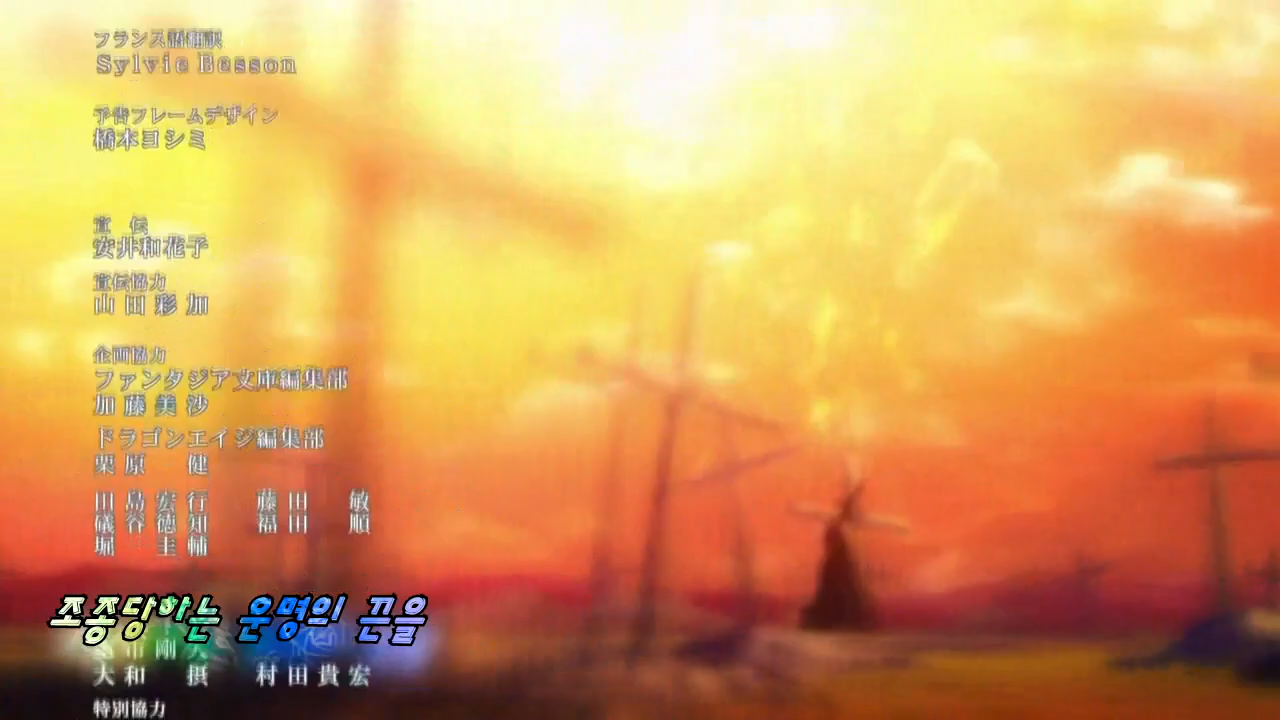 フランス語翻訳
Sylvie Besson
予告フレームデザイン
橋本ヨシミ
宣 伝
安井和花子
宣伝協力
山田彩加
企画協力
ファンタジア文庫編集部
加藤美沙
ドラゴンエイジ編集部
栗原 健
田島宏行 藤田 敏
礒谷徳知 福田 順
堀 圭輔
조종당하는 운명의 끈을
市剛
大和 摂 村田貴宏
特別協力